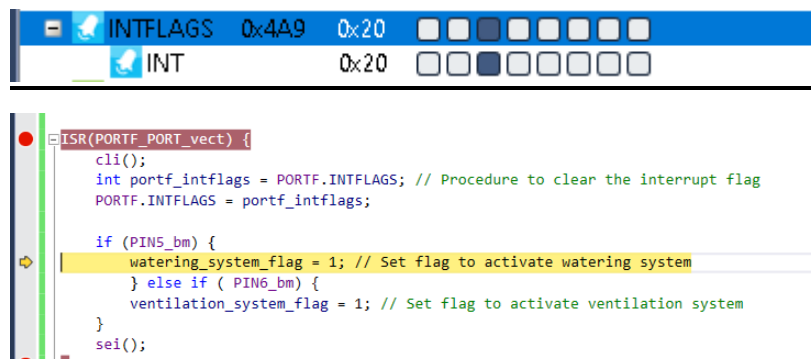 INTFLAGS 0x4A9 0x20
INT 0x20
ISR(PORTF_PORT_vect) {
cli();
int portf_intflags = PORTF.INTFLAGS; // Procedure to clear the interrupt flag
PORTF.INTFLAGS = portf_intflags;
if (PIN5_bm) {
watering_system_flag = 1; // Set flag to activate watering system
} else if ( PIN6_bm) {
ventilation_system_flag = 1; // Set flag to activate ventilation system
}
sei();